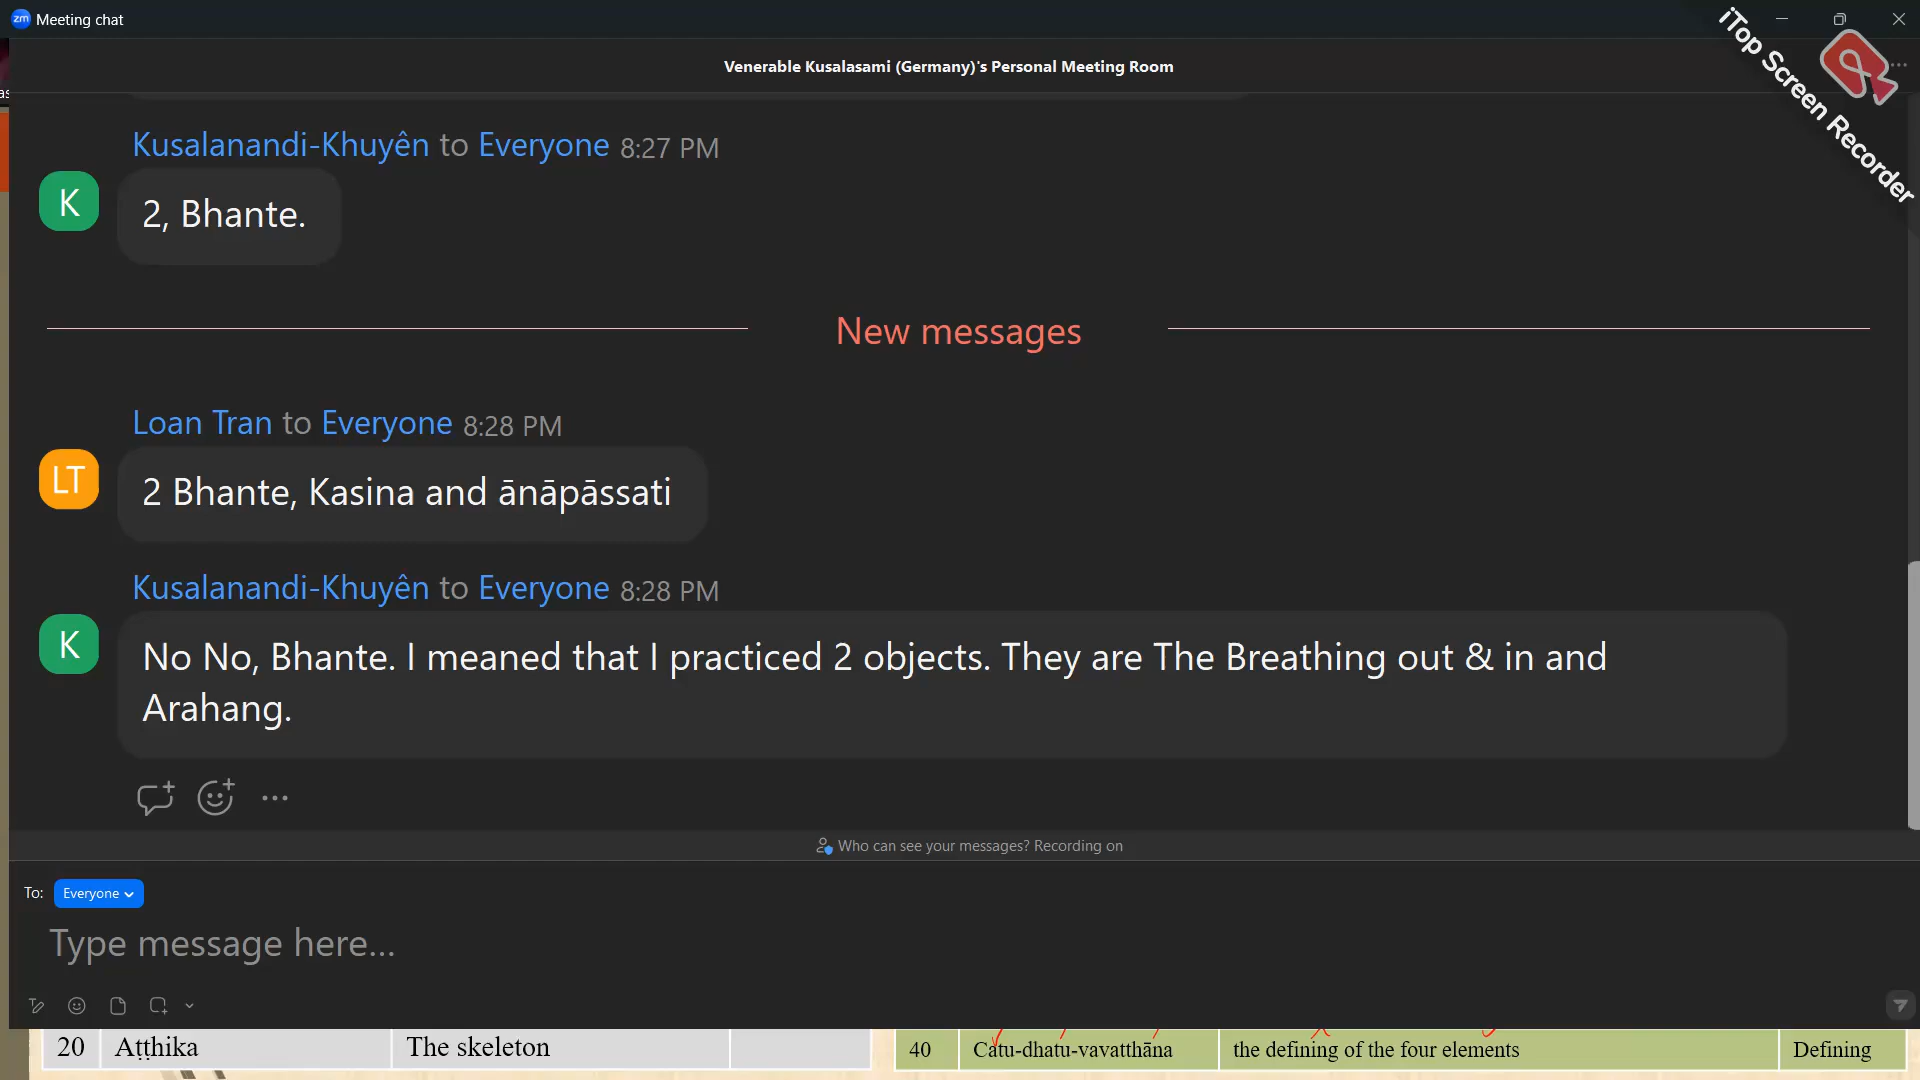 Meeting chat
iTop Screen Recorder
Venerable Kusalasami (Germany)'s Personal Meeting Room
as
Kusalanandi-Khuyên to Everyone 8:27 PM
K
2, Bhante.
New messages
Loan Tran to Everyone 8:28 PM
LT
2 Bhante, Kasina and ānāpāssati
Kusalanandi-Khuyên to Everyone 8:28 PM
K
No No, Bhante. I meaned that I practiced 2 objects. They are The Breathing out & in and
Arahang.
Who can see your messages? Recording on
To: Everyone
Type message here...
20 Aṭṭhika The skeleton
40 Catu-dhatu-vavatthāna the defining of the four elements Defining